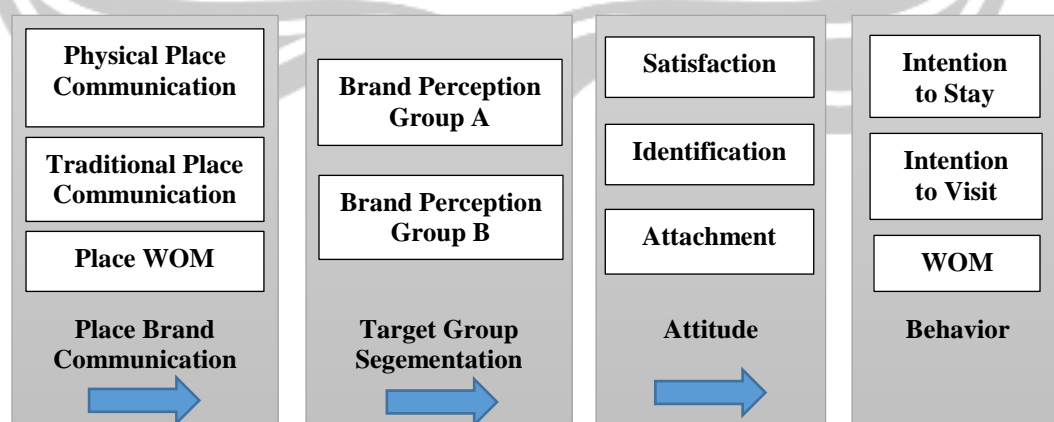 Physical Place
Communication
Traditional Place
Communication
Place WOM
Place Brand
Communication
Brand Perception
Group A
Brand Perception
Group B
Target Group
Segementation
Satisfaction
Identification
Attachment
Attitude
Intention
to Stay
Intention
to Visit
WOM
Behavior